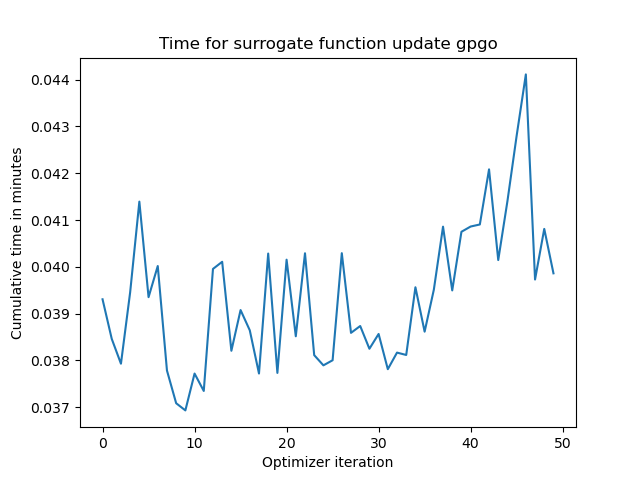 Time for surrogate function update gpgo
0.044
0.043
0.042
0.041
0.040
0.039
0.038
0.037
Cumulative time in minutes
0 10 20 30 40 50
Optimizer iteration